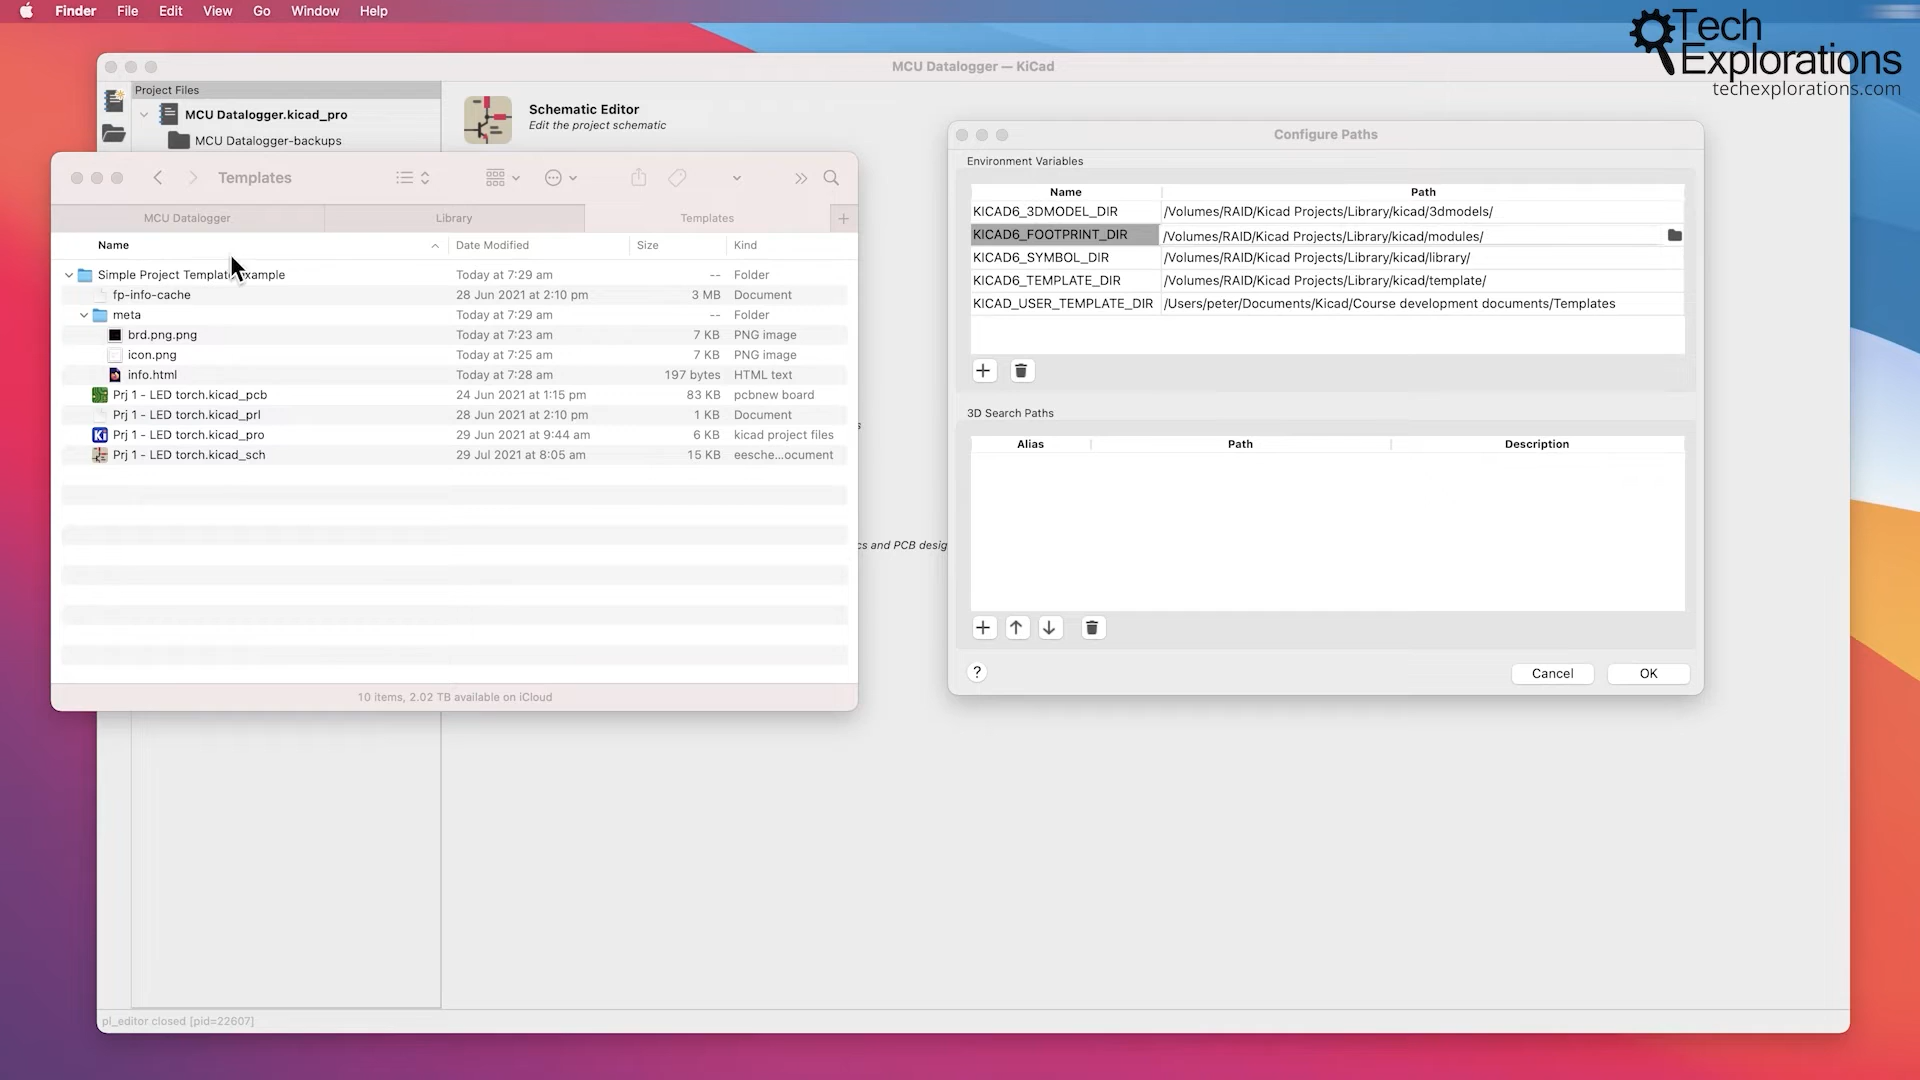 Finder File Edit View Go Window Help
Tech
Explorations
techexplorations.com
MCU Datalogger — KiCad
Project Files
MCU Datalogger.kicad_pro
MCU Datalogger-backups
Schematic Editor
Edit the project schematic
Templates
MCU Datalogger Library Templates
Name Date Modified Size Kind
Simple Project Templat xample Today at 7:29 am -- Folder
fp-info-cache 28 Jun 2021 at 2:10 pm 3 MB Document
meta Today at 7:29 am -- Folder
brd.png.png Today at 7:23 am 7 KB PNG image
icon.png Today at 7:25 am 7 KB PNG image
info.html Today at 7:28 am 197 bytes HTML text
Prj 1 - LED torch.kicad_pcb 24 Jun 2021 at 1:15 pm 83 KB pcbnew board
Prj 1 - LED torch.kicad_prl 28 Jun 2021 at 2:10 pm 1 KB Document
Ki Prj 1 - LED torch.kicad_pro 29 Jun 2021 at 9:44 am 6 KB kicad project files
Prj 1 - LED torch.kicad_sch 29 Jul 2021 at 8:05 am 15 KB eesche...ocument
10 items, 2.02 TB available on iCloud
s
cs and PCB desig
Configure Paths
Environment Variables
Name Path
KICAD6_3DMODEL_DIR /Volumes/RAID/Kicad Projects/Library/kicad/3dmodels/
KICAD6_FOOTPRINT_DIR /Volumes/RAID/Kicad Projects/Library/kicad/modules/
KICAD6_SYMBOL_DIR /Volumes/RAID/Kicad Projects/Library/kicad/library/
KICAD6_TEMPLATE_DIR /Volumes/RAID/Kicad Projects/Library/kicad/template/
KICAD_USER_TEMPLATE_DIR /Users/peter/Documents/Kicad/Course development documents/Templates
3D Search Paths
Alias Path Description
? Cancel OK
pl_editor closed [pid=22607]